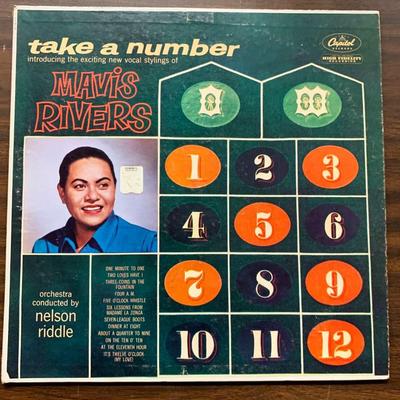 take a number
introducing the exciting new vocal stylings of
MAVIS
RIVERS
Capitol
RECORDS
HIGH FIDELITY
RECORDING
1
2
3
4
5
6
7
8
9
10
11
12
orchestra
conducted by
nelson
riddle
ONE MINUTE TO ONE
TWO LOVES HAVE I
THREE COINS IN THE
FOUNTAIN
FOUR A.M.
FIVE O'CLOCK WHISTLE
SIX LESSONS FROM
MADAME LA ZONGA
SEVEN-LEAGUE BOOTS
DINNER AT EIGHT
ABOUT A QUARTER TO NINE
ON THE TEN O' TEN
AT THE ELEVENTH HOUR
IT'S TWELVE O'CLOCK
(MY LOVE)